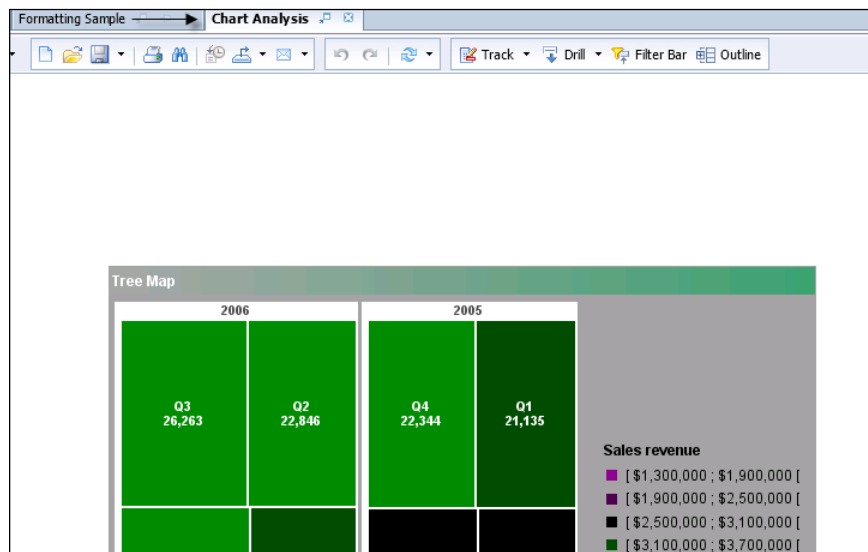 Formatting Sample Chart Analysis
Track Drill Filter Bar Outline
Tree Map
2006 2005
Q3 Q2 Q4 Q1
26,263 22,846 22,344 21,135
Sales revenue
[ $1,300,000 ; $1,900,000 [
[ $1,900,000 ; $2,500,000 [
[ $2,500,000 ; $3,100,000 [
[ $3,100,000 ; $3,700,000 [